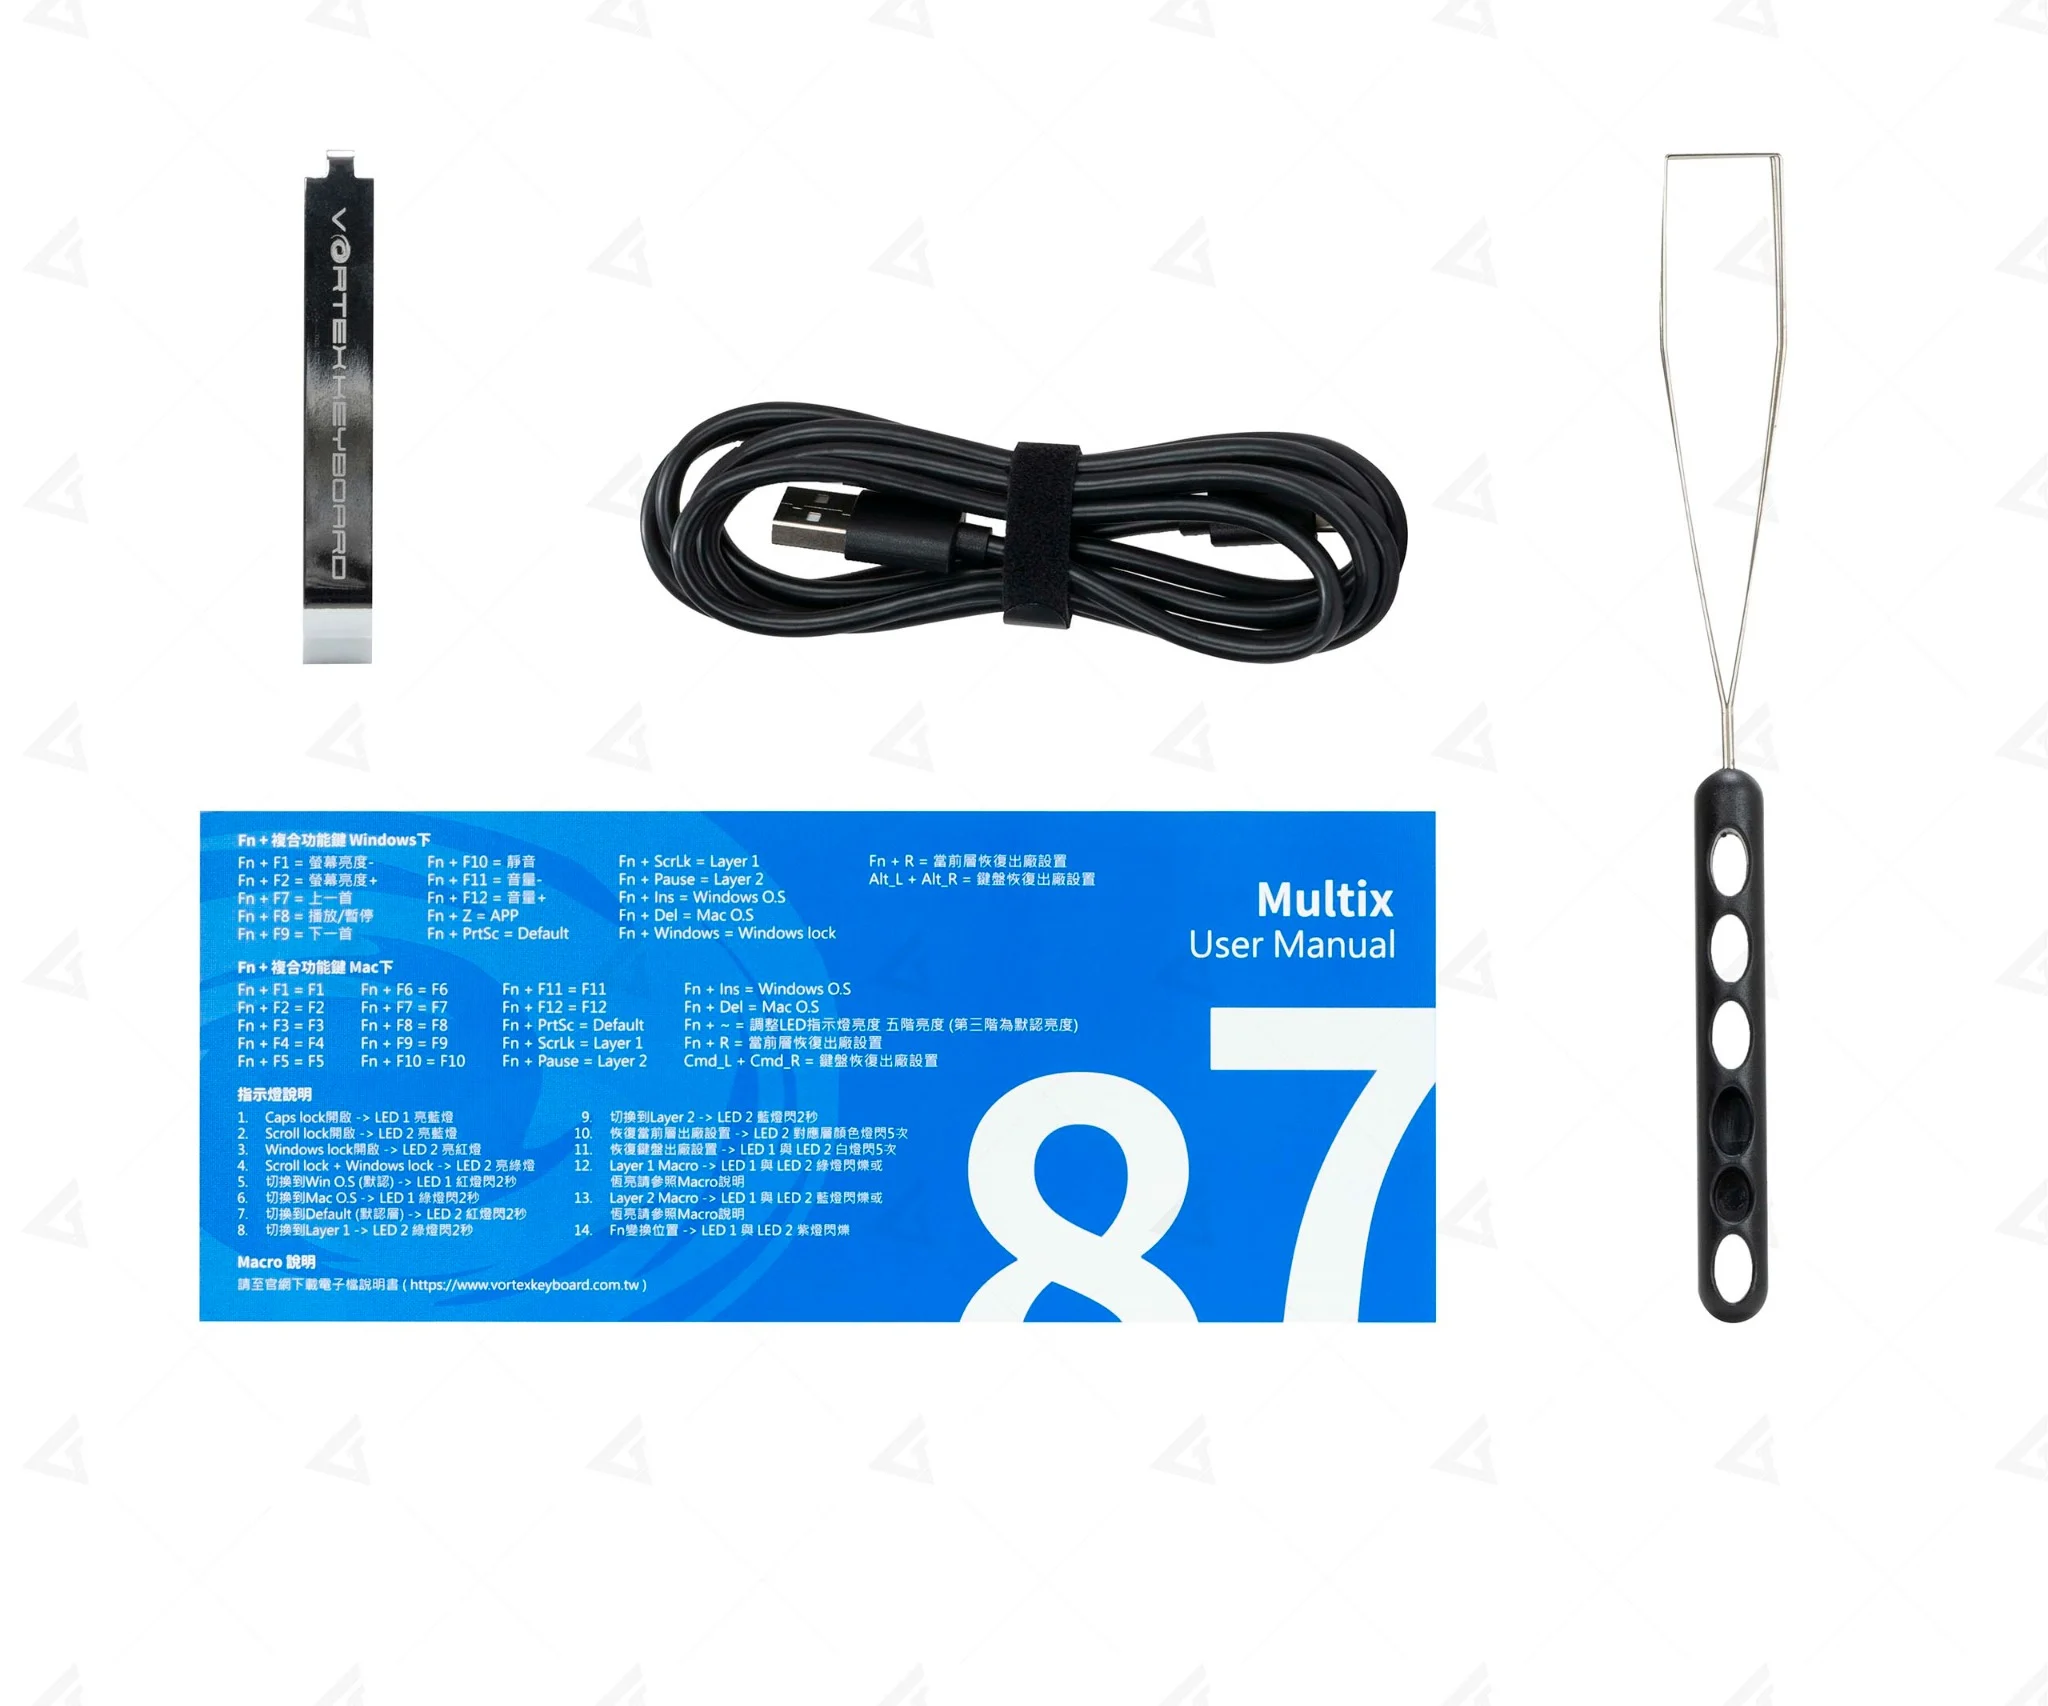 VORTEX KEYBOARD
Fn + 複合功能鍵 Windows下
Fn + F1 = 螢幕亮度-
Fn + F2 = 螢幕亮度+
Fn + F7 = 上一首
Fn + F8 = 播放/暫停
Fn + F9 = 下一首
Fn + F10 = 靜音
Fn + F11 = 音量-
Fn + F12 = 音量+
Fn + Z = APP
Fn + PrtSc = Default
Fn + ScrLk = Layer 1
Fn + Pause = Layer 2
Fn + Ins = Windows O.S
Fn + Del = Mac O.S
Fn + Windows = Windows lock
Fn + R = 當前層恢復出廠設置
Alt_L + Alt_R = 鍵盤恢復出廠設置
Fn + 複合功能鍵 Mac下
Fn + F1 = F1
Fn + F2 = F2
Fn + F3 = F3
Fn + F4 = F4
Fn + F5 = F5
Fn + F6 = F6
Fn + F7 = F7
Fn + F8 = F8
Fn + F9 = F9
Fn + F10 = F10
Fn + F11 = F11
Fn + F12 = F12
Fn + PrtSc = Default
Fn + ScrLk = Layer 1
Fn + Pause = Layer 2
Fn + Ins = Windows O.S
Fn + Del = Mac O.S
Fn + ~ = 調整LED指示燈亮度 五階亮度 (第三階為默認亮度)
Fn + R = 當前層恢復出廠設置
Cmd_L + Cmd_R = 鍵盤恢復出廠設置
指示燈說明
1. Caps lock開啟 -> LED 1 亮藍燈
2. Scroll lock開啟 -> LED 2 亮藍燈
3. Windows lock開啟 -> LED 2 亮紅燈
4. Scroll lock + Windows lock -> LED 2 亮綠燈
5. 切換到Win O.S (默認) -> LED 1 紅燈閃2秒
6. 切換到Mac O.S -> LED 1 綠燈閃2秒
7. 切換到Default (默認層) -> LED 2 紅燈閃2秒
8. 切換到Layer 1 -> LED 2 綠燈閃2秒
9. 切換到Layer 2 -> LED 2 藍燈閃2秒
10. 恢復當前層出廠設置 -> LED 2 對應層顏色燈閃5次
11. 恢復鍵盤出廠設置 -> LED 1 與 LED 2 白燈閃5次
12. Layer 1 Macro -> LED 1 與 LED 2 綠燈閃爍或
恆亮請參照Macro說明
13. Layer 2 Macro -> LED 1 與 LED 2 藍燈閃爍或
恆亮請參照Macro說明
14. Fn變換位置 -> LED 1 與 LED 2 紫燈閃爍
Macro 說明
請至官網下載電子檔說明書 ( https://www.vortexkeyboard.com.tw )
Multix
User Manual
87